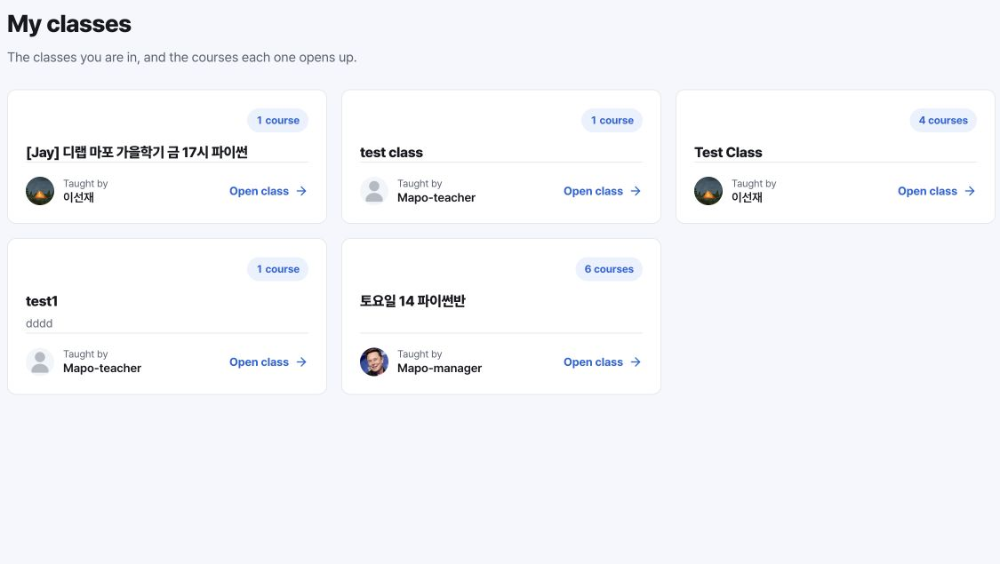 My classes
The classes you are in, and the courses each one opens up.
1 course
[Jay] 디랩 마포 가을학기 금 17시 파이썬
Taught by
이선재
Open class →
1 course
test class
Taught by
Mapo-teacher
Open class →
4 courses
Test Class
Taught by
이선재
Open class →
1 course
test1
dddd
Taught by
Mapo-teacher
Open class →
6 courses
토요일 14 파이썬반
Taught by
Mapo-manager
Open class →